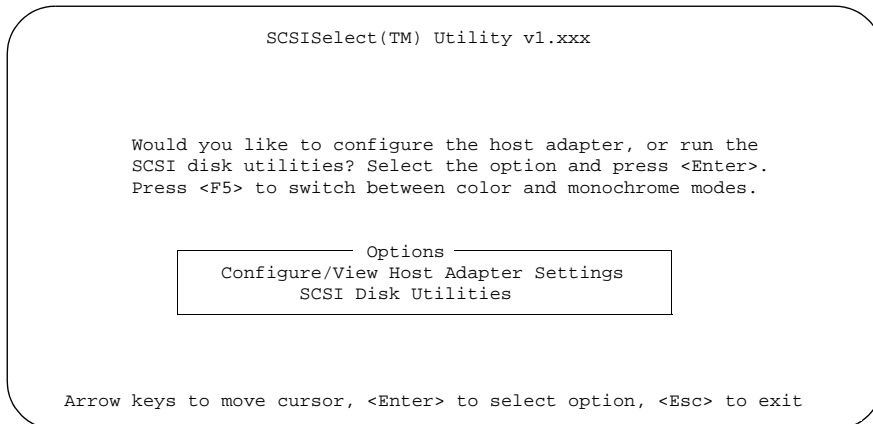 SCSISelect(TM) Utility v1.xxx
Would you like to configure the host adapter, or run the
SCSI disk utilities? Select the option and press <Enter>.
Press <F5> to switch between color and monochrome modes.
Options
Configure/View Host Adapter Settings
SCSI Disk Utilities
Arrow keys to move cursor, <Enter> to select option, <Esc> to exit